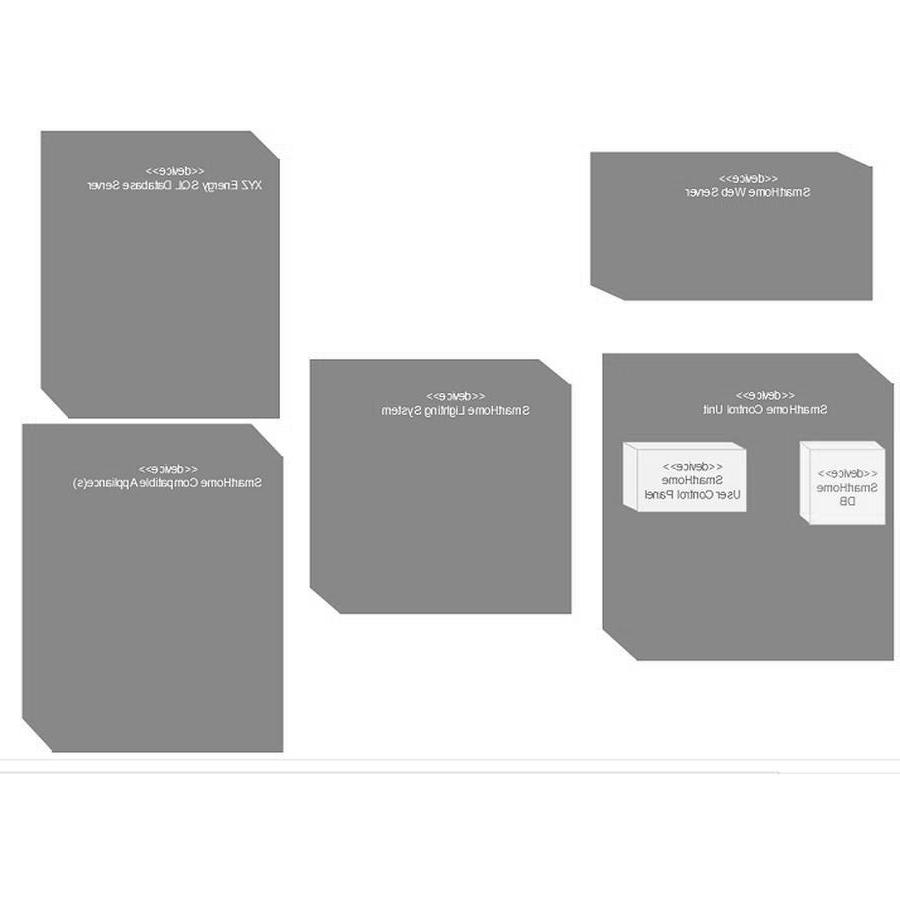 <<device>>
XYZ Energy SQL Database Server
<<device>>
SmartHome Web Server
<<device>>
SmartHome Lighting System
<<device>>
SmartHome Control Unit
<<device>>
SmartHome
User Control Panel
<<device>>
SmartHome
DB
<<device>>
SmartHome Compatible Appliance(s)